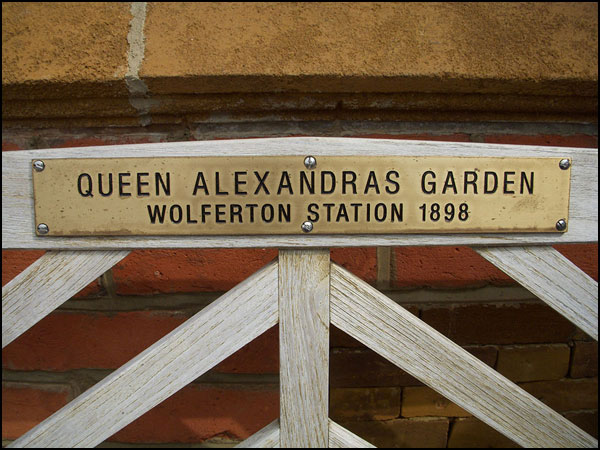 QUEEN ALEXANDRAS GARDEN
WOLFERTON STATION 1898